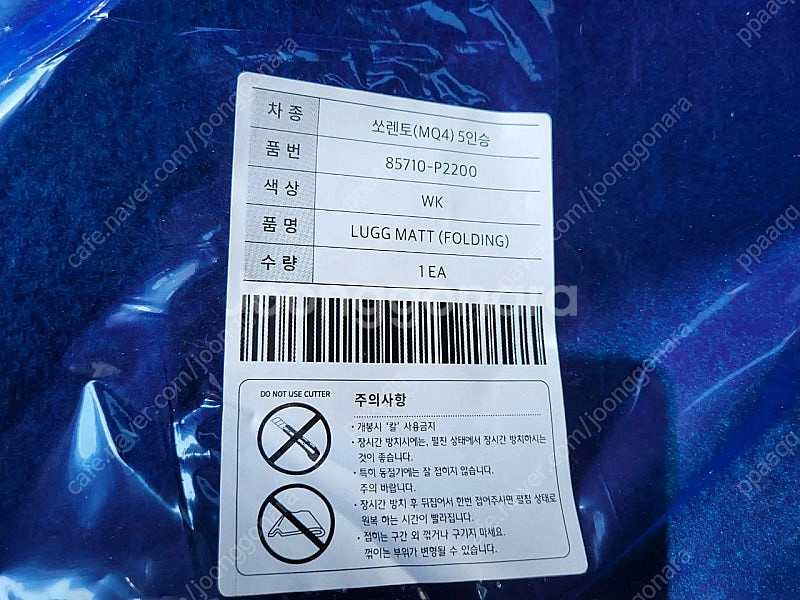 차 종 쏘렌토(MQ4) 5인승
품 번 85710-P2200
색 상 WK
품 명 LUGG MATT (FOLDING)
수 량 1 EA
Joonggonara
DO NOT USE CUTTER
주의사항
· 개봉시 '칼' 사용금지
· 장시간 방치시에는, 펼친 상태에서 장시간 방치하시는
것이 좋습니다.
· 특히 동절기에는 잘 접히지 않습니다.
주의 바랍니다.
· 장시간 방치 후 뒤집어서 한번 접어주시면 펼침 상태로
원복 하는 시간이 빨라집니다.
· 접히는 구간 외 꺾거나 구기지 마세요.
꺾이는 부위가 변형될 수 있습니다.
cafe.naver.com/joonggonara
ppaaqq